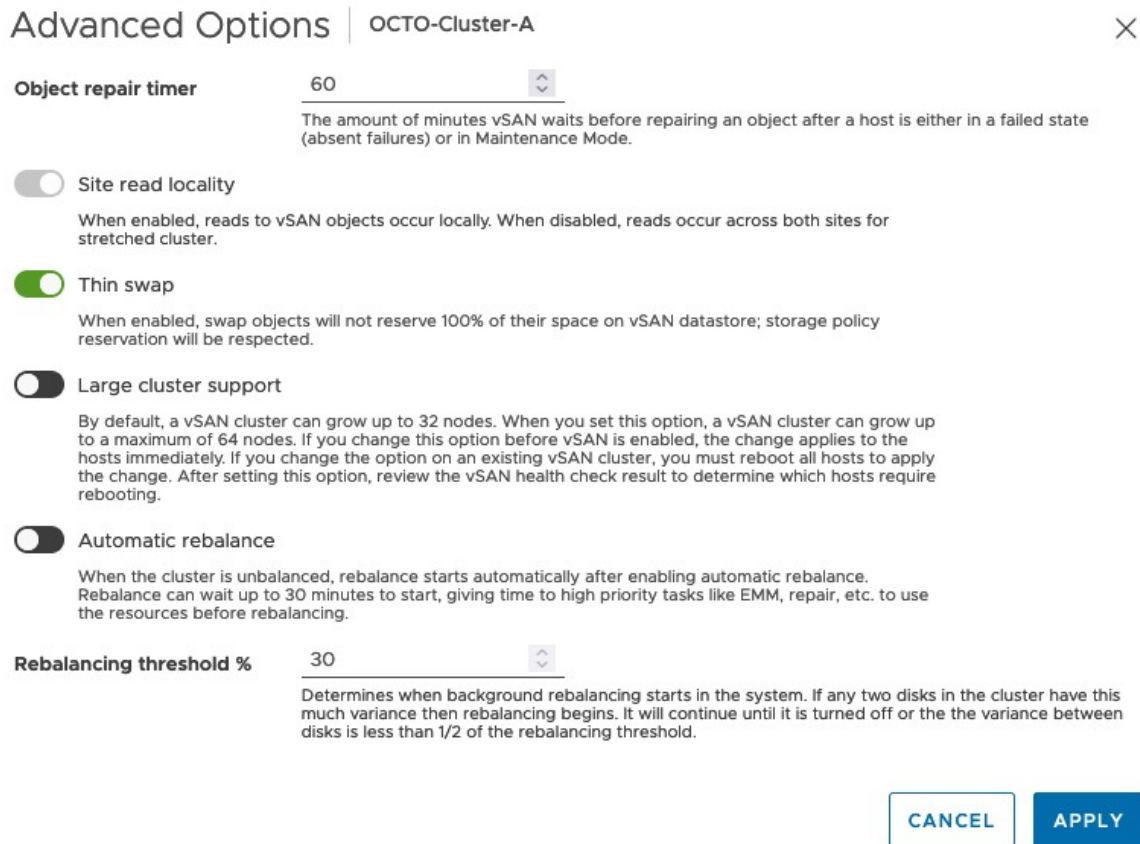 Advanced Options
OCTO-Cluster-A
Object repair timer
60
The amount of minutes vSAN waits before repairing an object after a host is either in a failed state
(absent failures) or in Maintenance Mode.
Site read locality
When enabled, reads to vSAN objects occur locally. When disabled, reads occur across both sites for
stretched cluster.
Thin swap
When enabled, swap objects will not reserve 100% of their space on vSAN datastore; storage policy
reservation will be respected.
Large cluster support
By default, a vSAN cluster can grow up to 32 nodes. When you set this option, a vSAN cluster can grow up
to a maximum of 64 nodes. If you change this option before vSAN is enabled, the change applies to the
hosts immediately. If you change the option on an existing vSAN cluster, you must reboot all hosts to apply
the change. After setting this option, review the vSAN health check result to determine which hosts require
rebooting.
Automatic rebalance
When the cluster is unbalanced, rebalance starts automatically after enabling automatic rebalance.
Rebalance can wait up to 30 minutes to start, giving time to high priority tasks like EMM, repair, etc. to use
the resources before rebalancing.
Rebalancing threshold %
30
Determines when background rebalancing starts in the system. If any two disks in the cluster have this
much variance then rebalancing begins. It will continue until it is turned off or the the variance between
disks is less than 1/2 of the rebalancing threshold.
CANCEL
APPLY